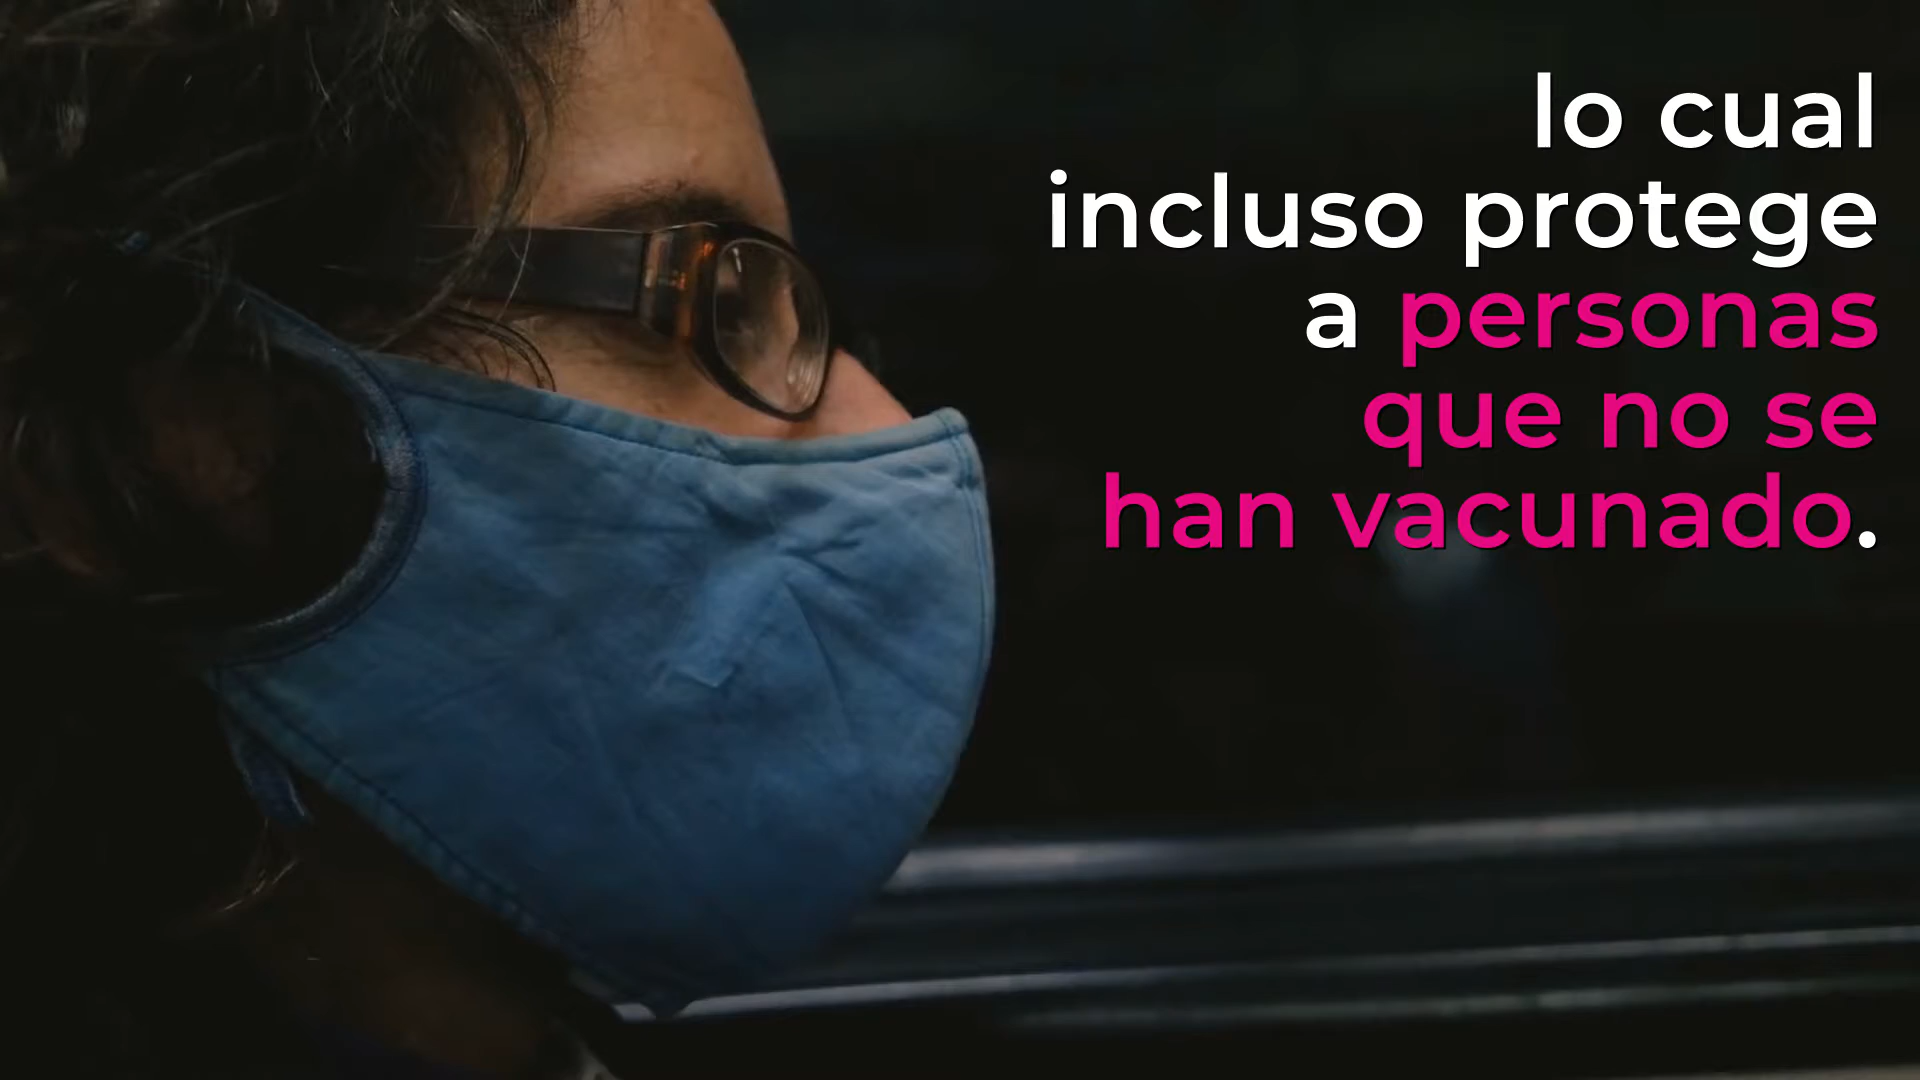 lo cual
incluso protege
a personas
que no se
han vacunado.